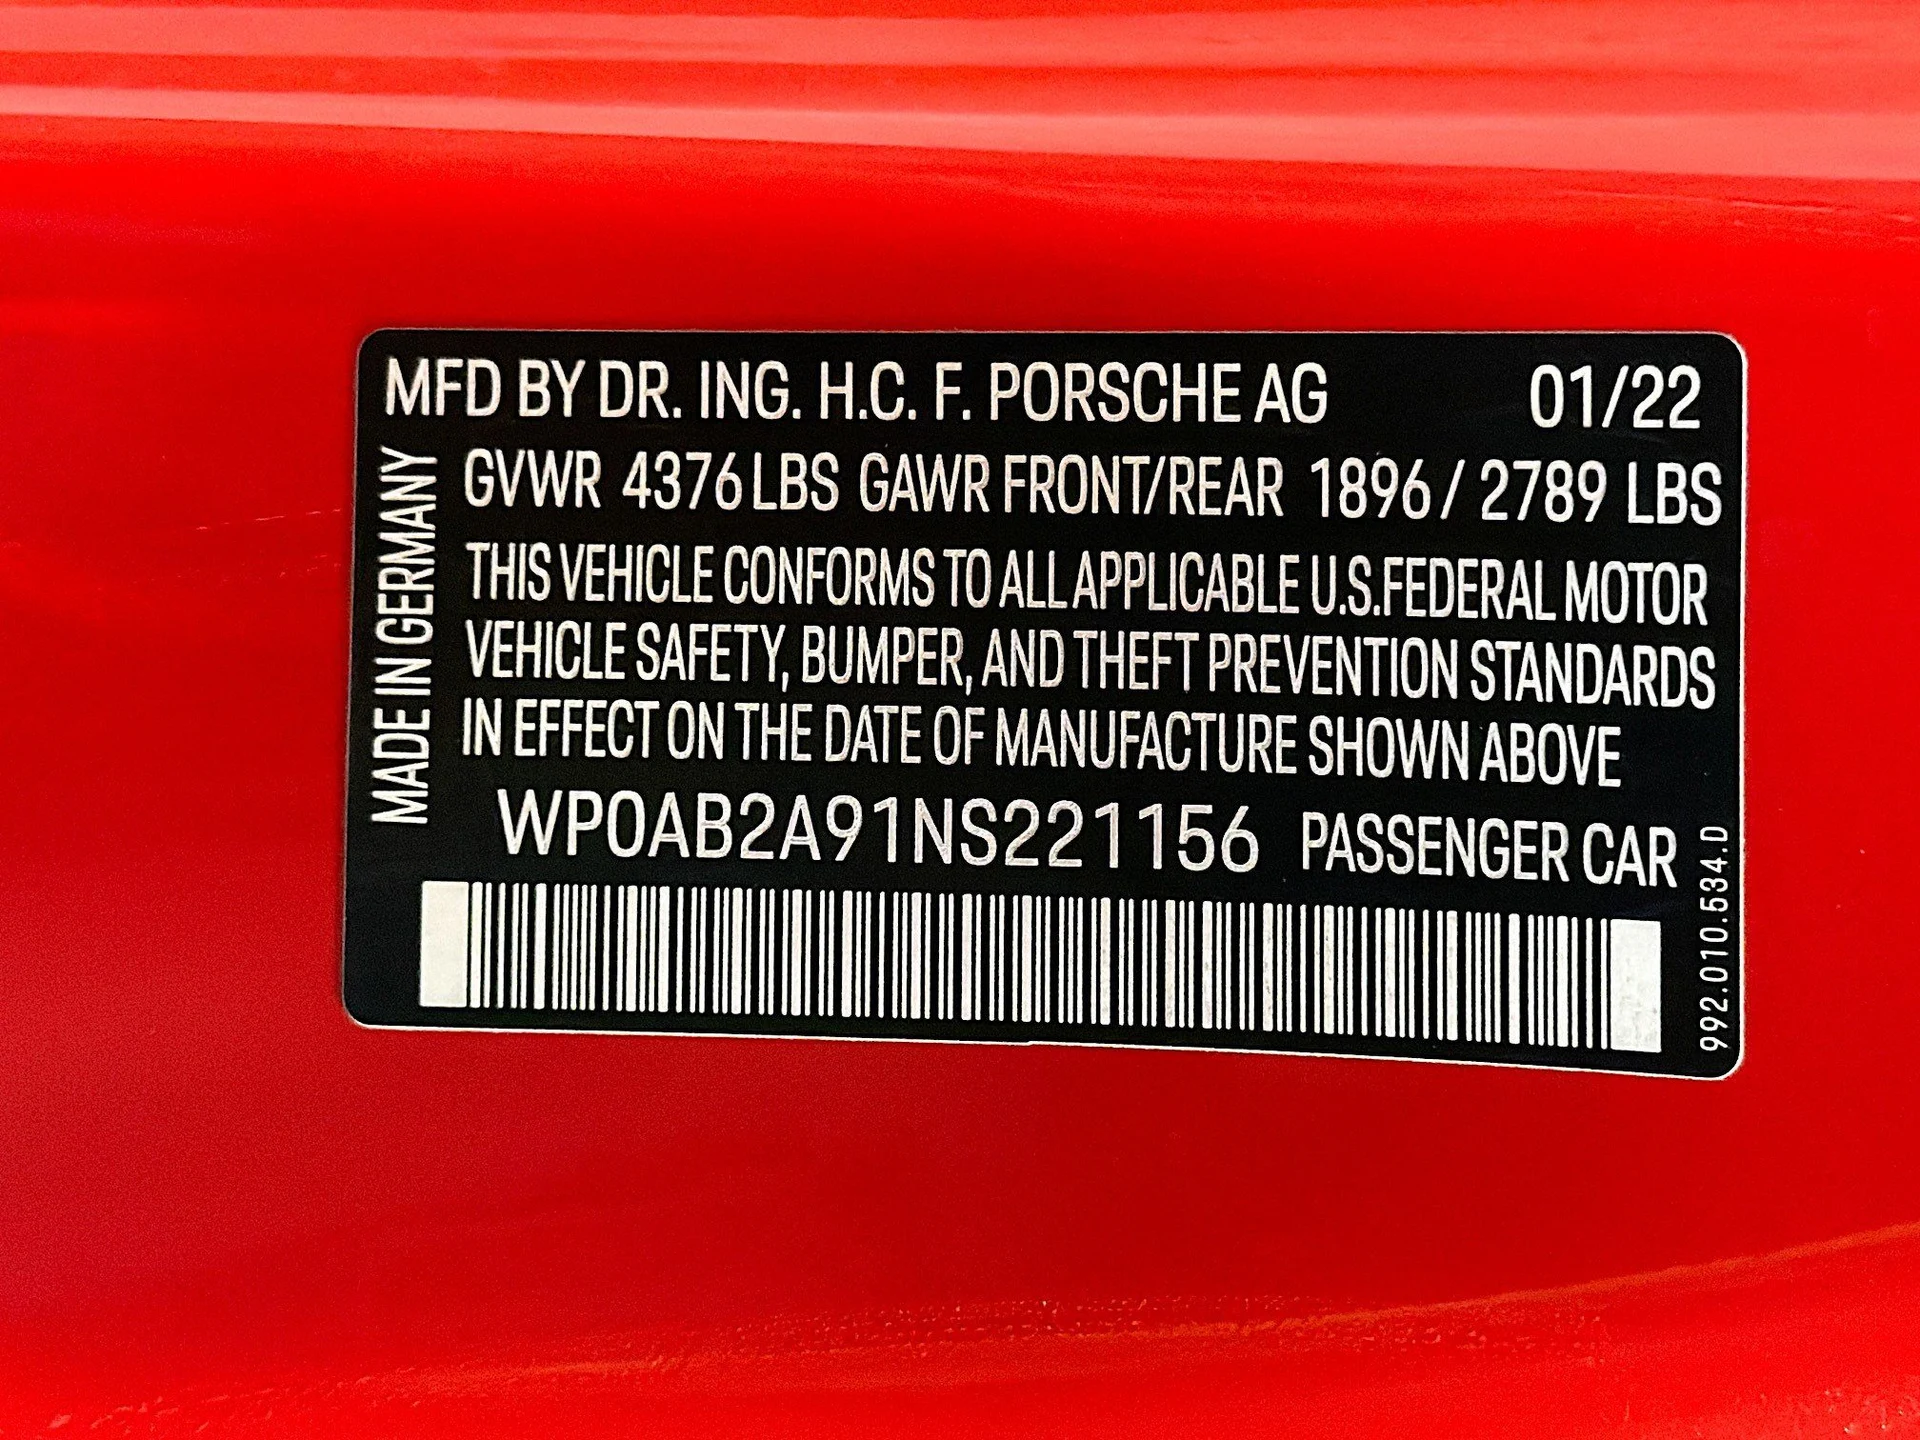 MFD BY DR. ING. H.C. F. PORSCHE AG 01/22
GVWR 4376 LBS GAWR FRONT/REAR 1896 / 2789 LBS
THIS VEHICLE CONFORMS TO ALL APPLICABLE U.S.FEDERAL MOTOR
VEHICLE SAFETY, BUMPER, AND THEFT PREVENTION STANDARDS
IN EFFECT ON THE DATE OF MANUFACTURE SHOWN ABOVE
WP0AB2A91NS221156 PASSENGER CAR
MADE IN GERMANY
992.010.534.D